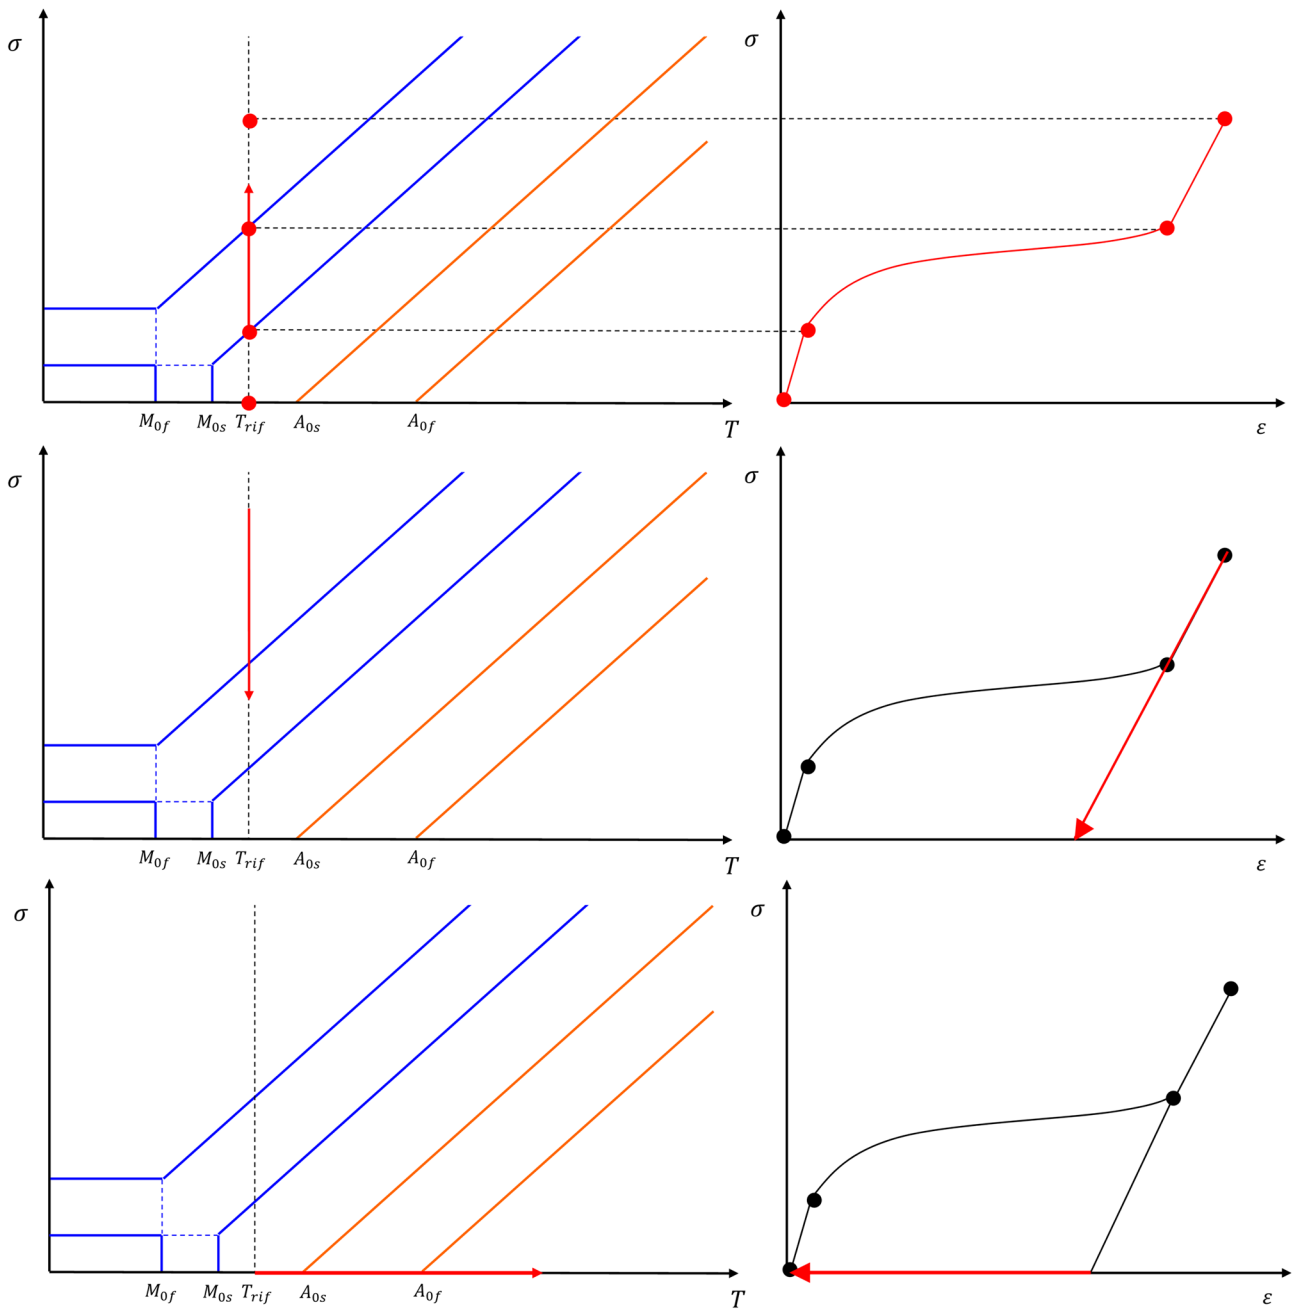 σ
σ
M₀f M₀s Trif A₀s A₀f
T
ε
σ
σ
M₀f M₀s Trif A₀s A₀f
T
ε
σ
σ
M₀f M₀s Trif A₀s A₀f
T
ε